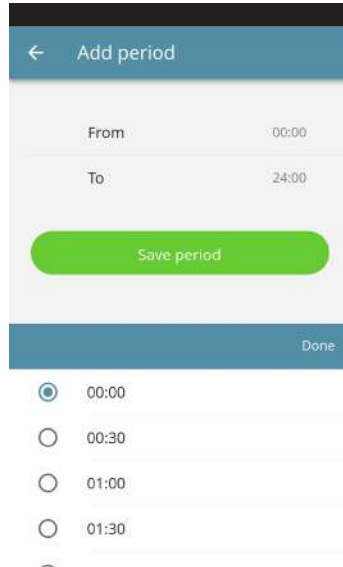 Add period
From 00:00
To 24:00
Save period
Done
00:00
00:30
01:00
01:30